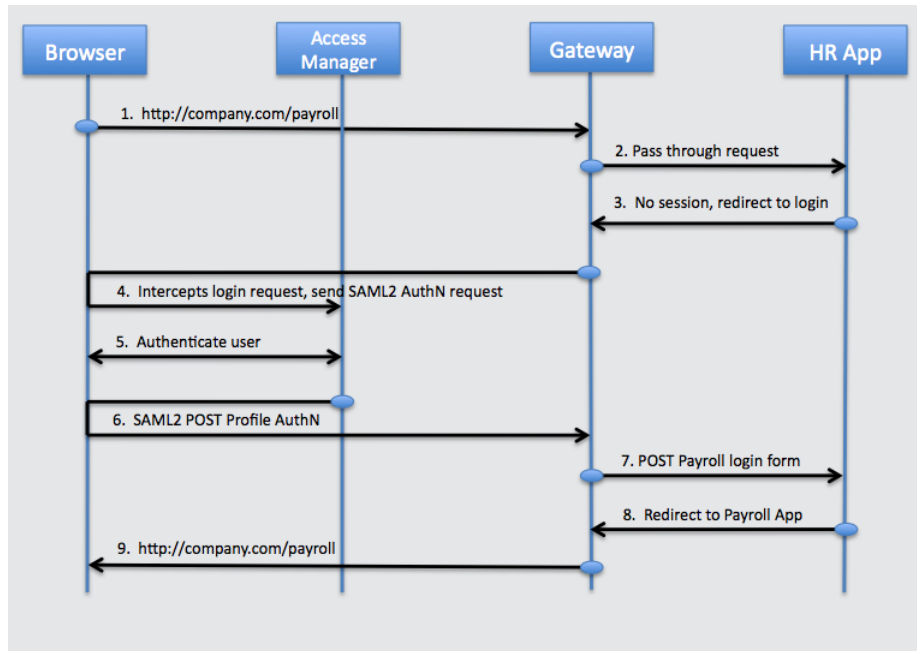 Browser
Access
Manager
Gateway
HR App
1. http://company.com/payroll
2. Pass through request
3. No session, redirect to login
4. Intercepts login request, send SAML2 AuthN request
5. Authenticate user
6. SAML2 POST Profile AuthN
7. POST Payroll login form
8. Redirect to Payroll App
9. http://company.com/payroll